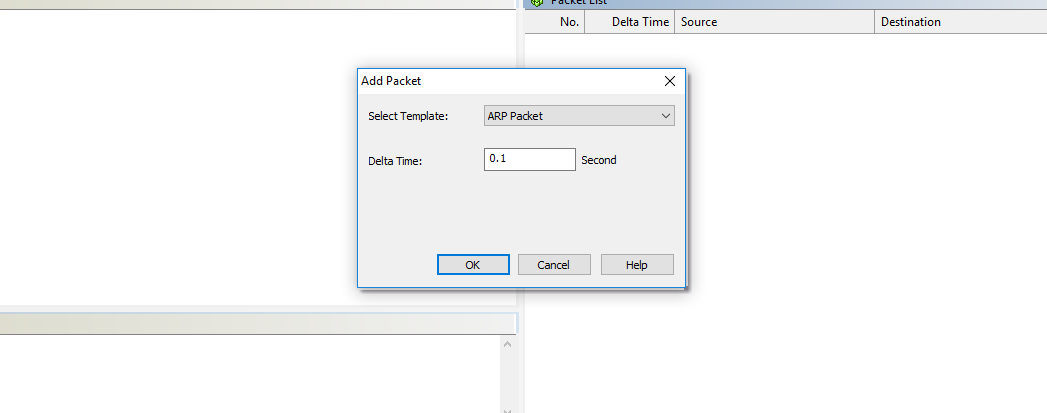 Packet List
No. Delta Time Source Destination
Add Packet
Select Template: ARP Packet
Delta Time: 0.1 Second
OK Cancel Help